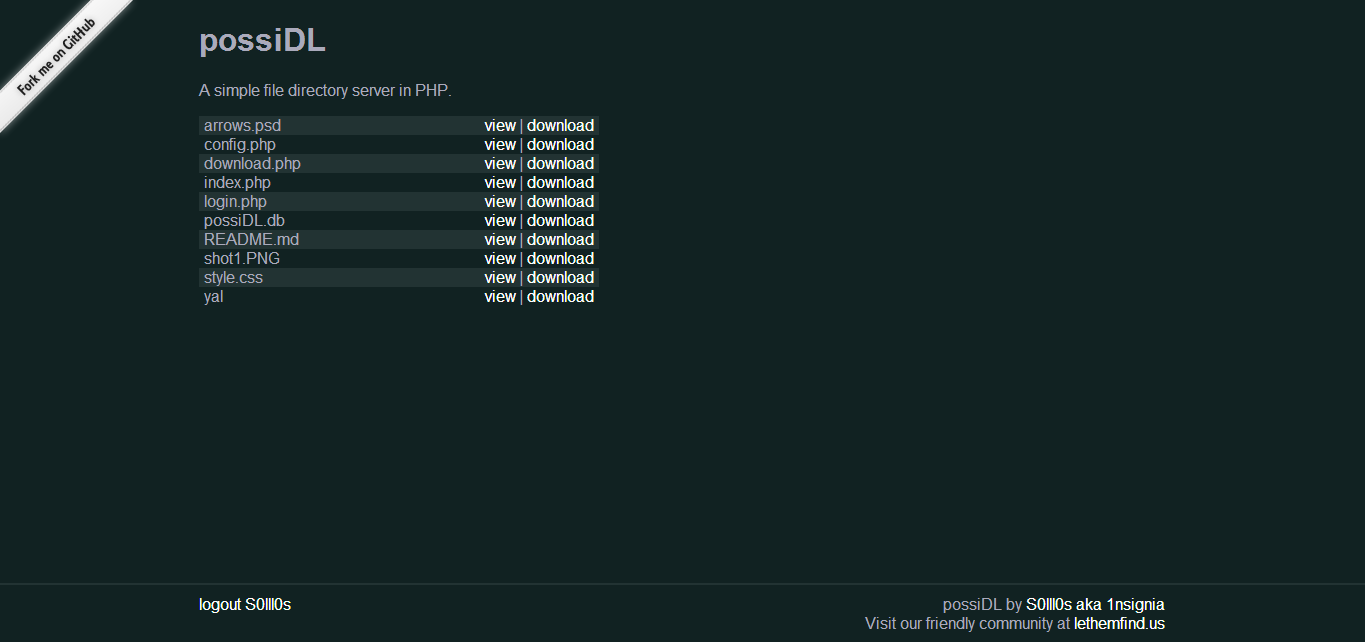 Fork me on GitHub
possiDL
A simple file directory server in PHP.
arrows.psd view | download
config.php view | download
download.php view | download
index.php view | download
login.php view | download
possiDL.db view | download
README.md view | download
shot1.PNG view | download
style.css view | download
yal view | download
logout S0lll0s
possiDL by S0lll0s aka 1nsignia
Visit our friendly community at lethemfind.us